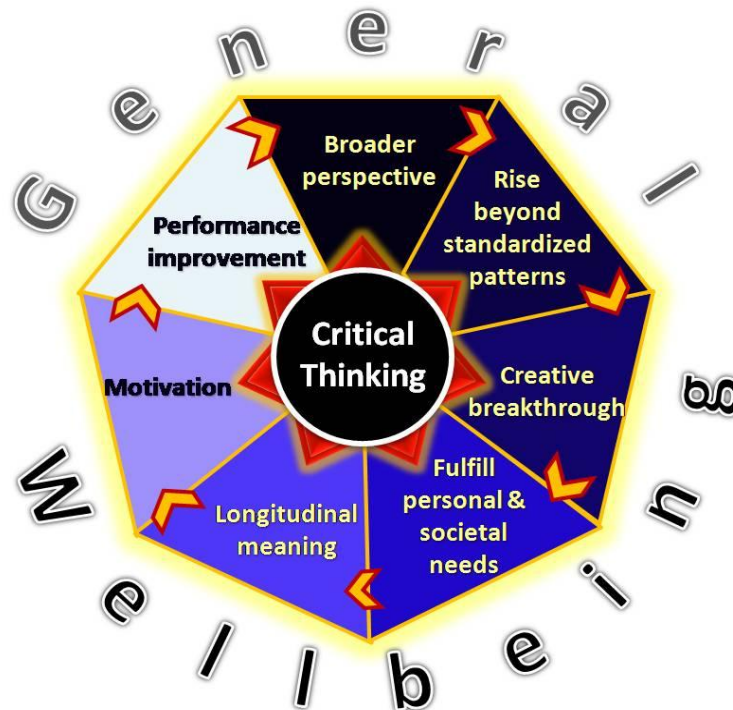 General
Broader
perspective
Rise
beyond
standardized
patterns
Creative
breakthrough
Fulfill
personal &
societal
needs
Longitudinal
meaning
Motivation
Performance
improvement
Critical
Thinking
Wellbeing